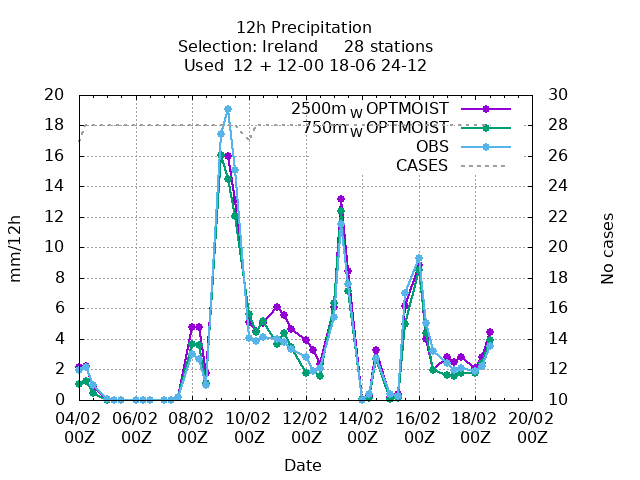 12h Precipitation
Selection: Ireland 28 stations
Used 12 + 12-00 18-06 24-12
2500m W OPTMOIST
750m W OPTMOIST
OBS
CASES
mm/12h
20
18
16
14
12
10
8
6
4
2
0
No cases
30
28
26
24
22
20
18
16
14
12
10
04/02 06/02 08/02 10/02 12/02 14/02 16/02 18/02 20/02
00Z 00Z 00Z 00Z 00Z 00Z 00Z 00Z 00Z
Date